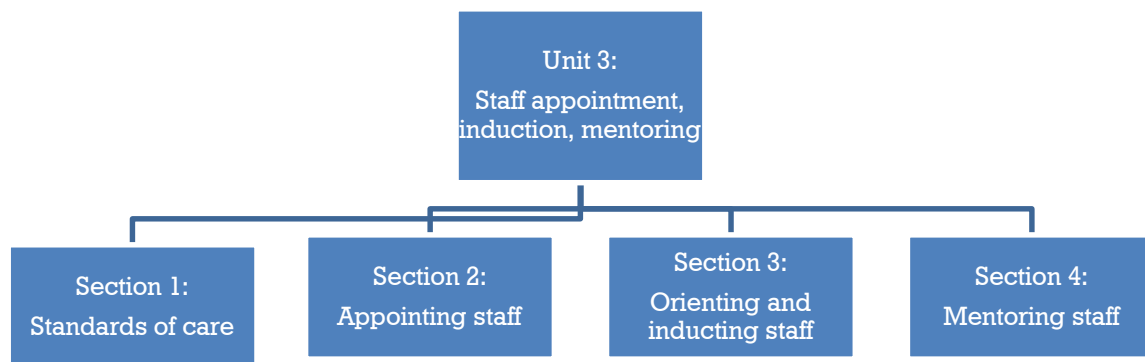 Unit 3:
Staff appointment,
induction, mentoring
Section 1:
Standards of care
Section 2:
Appointing staff
Section 3:
Orienting and
inducting staff
Section 4:
Mentoring staff